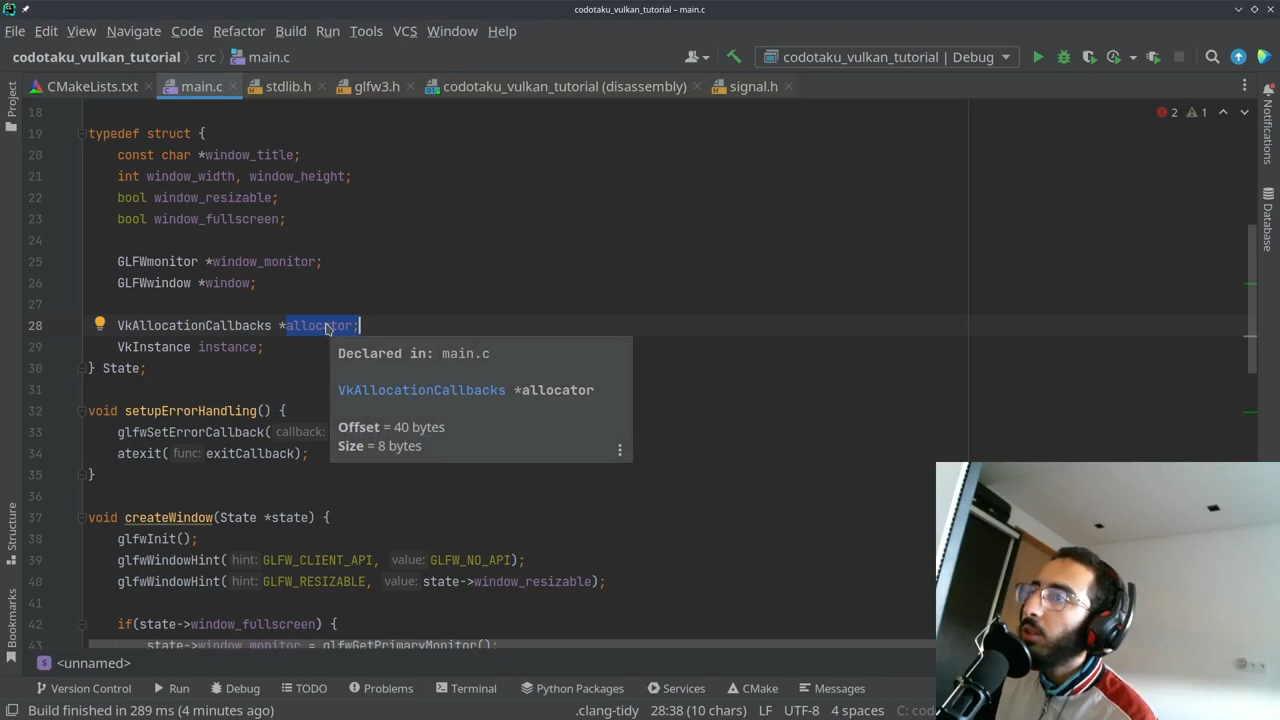 codotaku_vulkan_tutorial – main.c
File Edit View Navigate Code Refactor Build Run Tools VCS Window Help
codotaku_vulkan_tutorial src main.c codotaku_vulkan_tutorial | Debug
CMakeLists.txt main.c stdlib.h glfw3.h codotaku_vulkan_tutorial (disassembly) signal.h
Project
Notifications
Database
Structure
Bookmarks
2 1
18
19 typedef struct {
20 const char *window_title;
21 int window_width, window_height;
22 bool window_resizable;
23 bool window_fullscreen;
24
25 GLFWmonitor *window_monitor;
26 GLFWwindow *window;
27
28 VkAllocationCallbacks *allocator;
29 VkInstance instance;
30 } State;
31
32 void setupErrorHandling() {
33 glfwSetErrorCallback( callback:
34 atexit( func: exitCallback);
35 }
36
37 void createWindow(State *state) {
38 glfwInit();
39 glfwWindowHint( hint: GLFW_CLIENT_API, value: GLFW_NO_API);
40 glfwWindowHint( hint: GLFW_RESIZABLE, value: state->window_resizable);
41
42 if(state->window_fullscreen) {
43 state->window_monitor = glfwGetPrimaryMonitor();
Declared in: main.c
VkAllocationCallbacks *allocator
Offset = 40 bytes
Size = 8 bytes
S <unnamed>
Version Control Run Debug TODO Problems Terminal Python Packages Services CMake Messages
Build finished in 289 ms (4 minutes ago) .clang-tidy 28:38 (10 chars) LF UTF-8 4 spaces C: cod